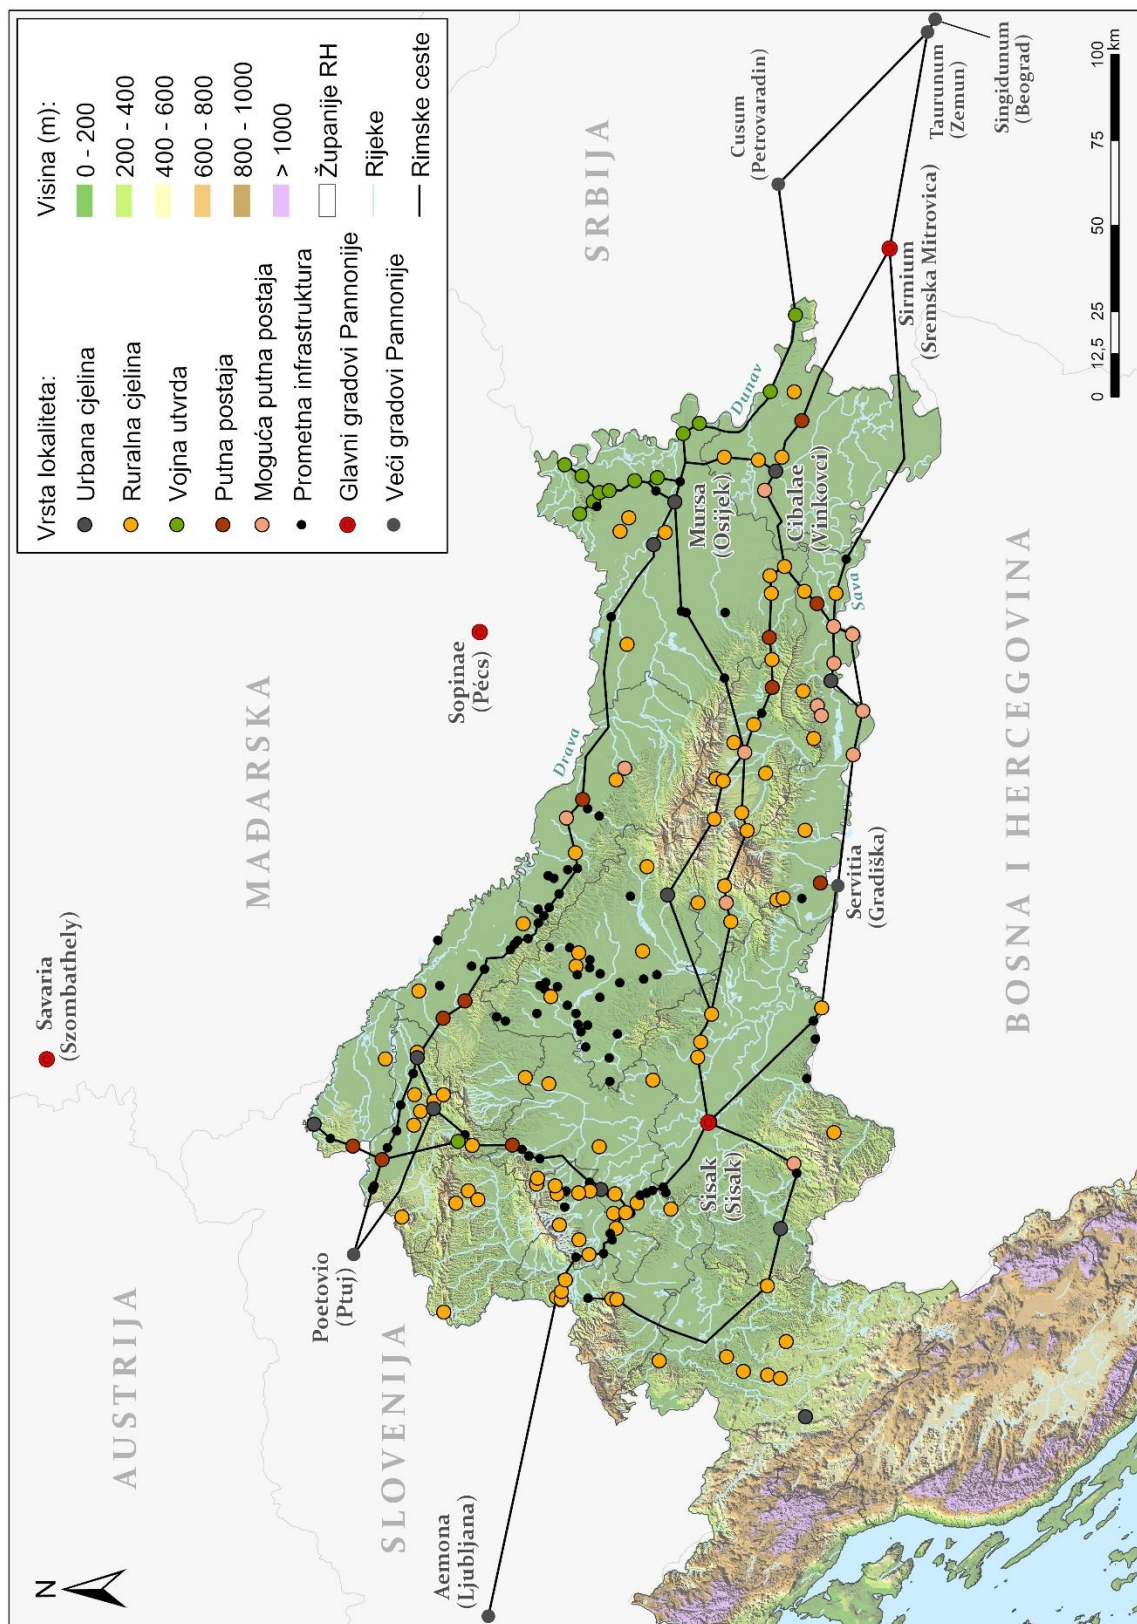 N
AUSTRIJA
MAĐARSKA
SLOVENIJA
SRBIJA
BOSNA I HERCEGOVINA
Savaria
(Szombathely)
Sopinae
(Pécs)
Poetovio
(Ptuj)
Aemona
(Ljubljana)
Drava
Dunav
Sava
Mursa
(Osijek)
Cibalae
(Vinkovci)
Sisak
(Sisak)
Servitia
(Gradiška)
Cusum
(Petrovaradin)
Sirmium
(Sremska Mitrovica)
Taurunum
(Zemun)
Singidunum
(Beograd)
Vrsta lokaliteta:
Urbana cjelina
Ruralna cjelina
Vojna utvrda
Putna postaja
Moguća putna postaja
Prometna infrastruktura
Glavni gradovi Pannonije
Veći gradovi Pannonije
Visina (m):
0 - 200
200 - 400
400 - 600
600 - 800
800 - 1000
> 1000
Županije RH
Rijeke
Rimske ceste
0 12,5 25 50 75 100
km